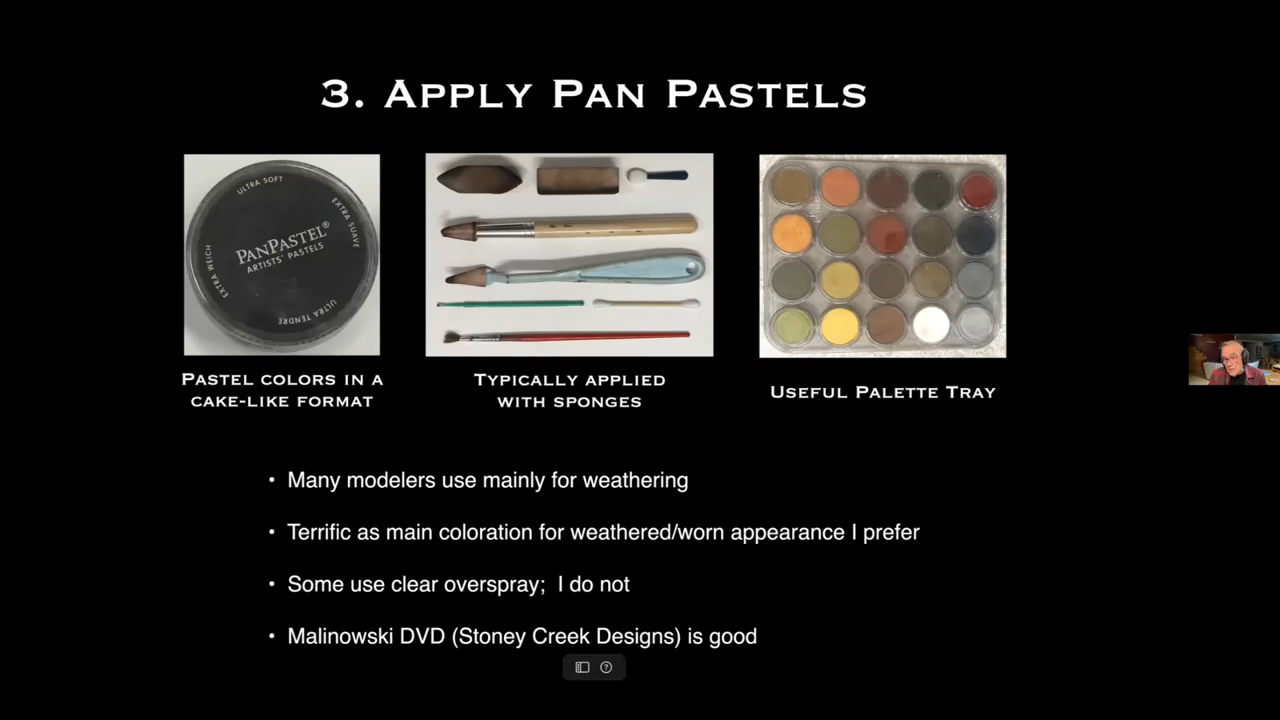 3. Apply Pan Pastels
ULTRA SOFT
EXTRA SUAVE
PanPastel®
Artists' Pastels
EXTRA WEICH
ULTRA TENDRE
Pastel colors in a
cake-like format
Typically applied
with sponges
Useful Palette Tray
• Many modelers use mainly for weathering
• Terrific as main coloration for weathered/worn appearance I prefer
• Some use clear overspray;  I do not
• Malinowski DVD (Stoney Creek Designs) is good